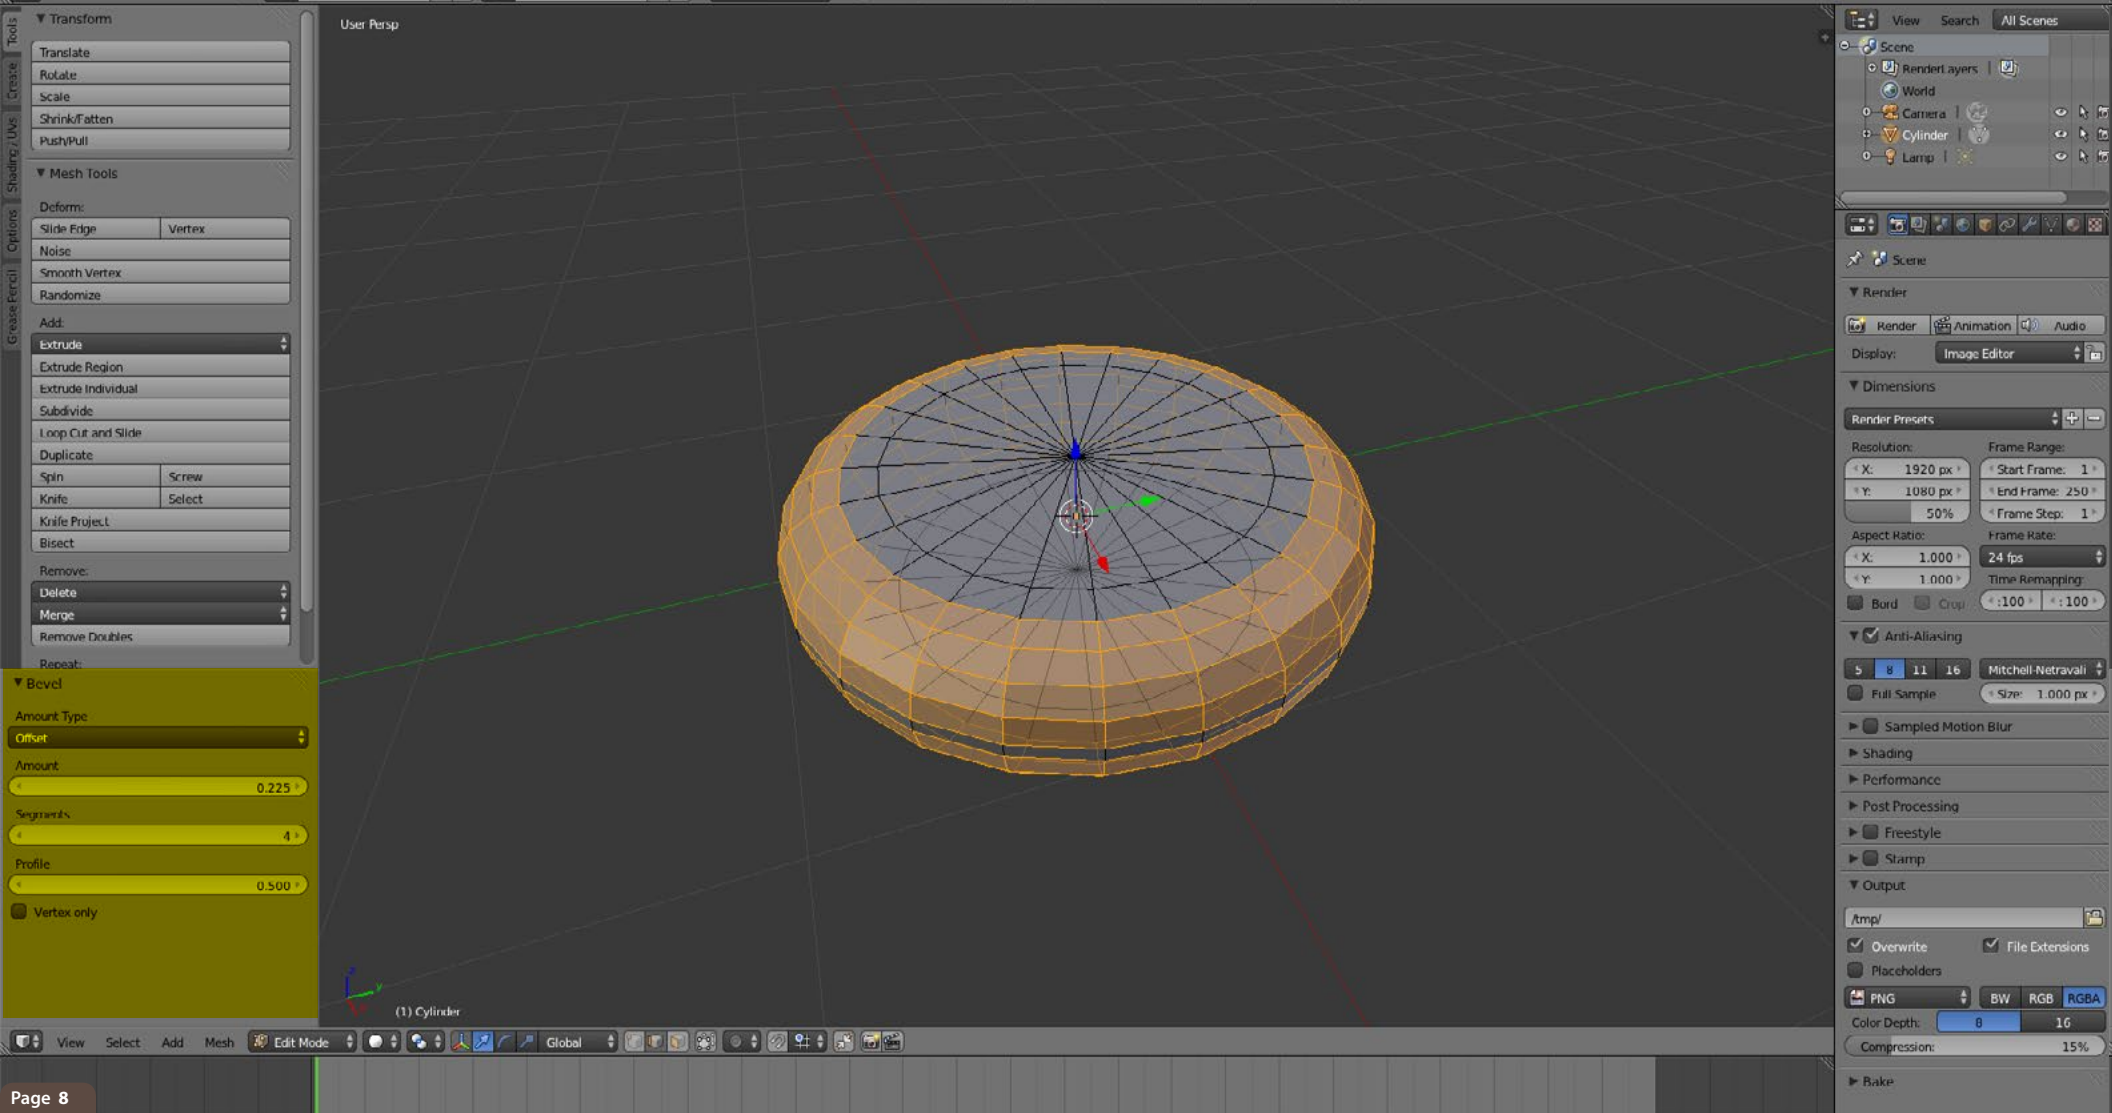 User Persp
Tools
Create
Shading / UVs
Options
Grease Pencil
Transform
Translate
Rotate
Scale
Shrink/Fatten
Push/Pull
Mesh Tools
Deform:
Slide Edge Vertex
Noise
Smooth Vertex
Randomize
Add:
Extrude
Extrude Region
Extrude Individual
Subdivide
Loop Cut and Slide
Duplicate
Spin Screw
Knife Select
Knife Project
Bisect
Remove:
Delete
Merge
Remove Doubles
Repeat:
Bevel
Amount Type
Offset
Amount
0.225
Segments
4
Profile
0.500
Vertex only
z
y
(1) Cylinder
View Select Add Mesh Edit Mode Global
Page 8
View Search All Scenes
Scene
RenderLayers |
World
Camera |
Cylinder |
Lamp |
Scene
Render
Render Animation Audio
Display: Image Editor
Dimensions
Render Presets
Resolution: Frame Range:
X: 1920 px Start Frame: 1
Y: 1080 px End Frame: 250
50% Frame Step: 1
Aspect Ratio: Frame Rate:
X: 1.000 24 fps
Y: 1.000 Time Remapping:
Bord Crop :100 :100
Anti-Aliasing
5 8 11 16 Mitchell-Netravali
Full Sample Size: 1.000 px
Sampled Motion Blur
Shading
Performance
Post Processing
Freestyle
Stamp
Output
/tmp/
Overwrite File Extensions
Placeholders
PNG BW RGB RGBA
Color Depth: 8 16
Compression: 15%
Bake